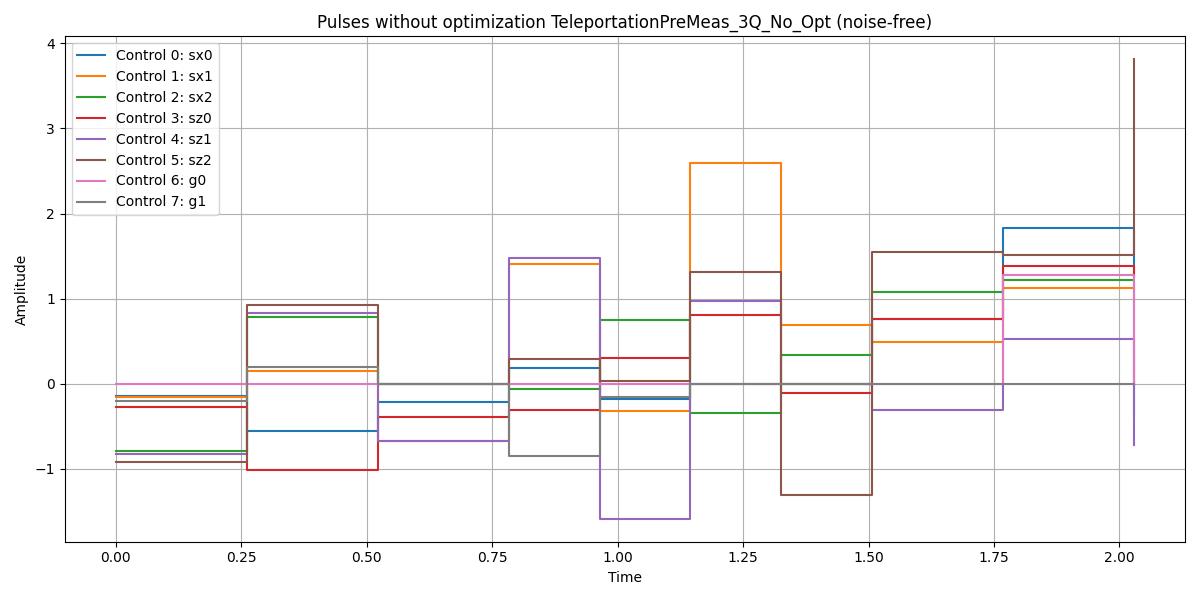 Pulses without optimization TeleportationPreMeas_3Q_No_Opt (noise-free)
Control 0: sx0
Control 1: sx1
Control 2: sx2
Control 3: sz0
Control 4: sz1
Control 5: sz2
Control 6: g0
Control 7: g1
Amplitude
4
3
2
1
0
−1
0.00 0.25 0.50 0.75 1.00 1.25 1.50 1.75 2.00
Time